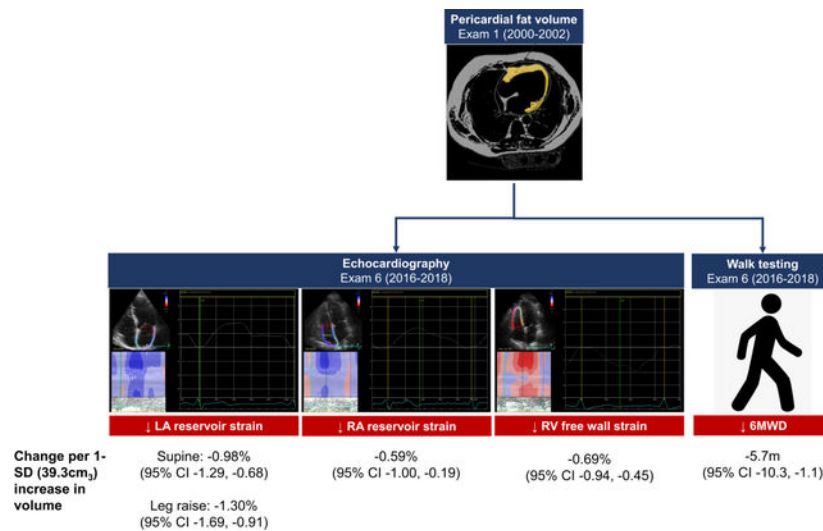 Pericardial fat volume
Exam 1 (2000-2002)
Echocardiography
Exam 6 (2016-2018)
Walk testing
Exam 6 (2016-2018)
↓ LA reservoir strain
↓ RA reservoir strain
↓ RV free wall strain
↓ 6MWD
Change per 1-
SD (39.3cm₃)
increase in
volume
Supine: -0.98%
(95% CI -1.29, -0.68)
Leg raise: -1.30%
(95% CI -1.69, -0.91)
-0.59%
(95% CI -1.00, -0.19)
-0.69%
(95% CI -0.94, -0.45)
-5.7m
(95% CI -10.3, -1.1)